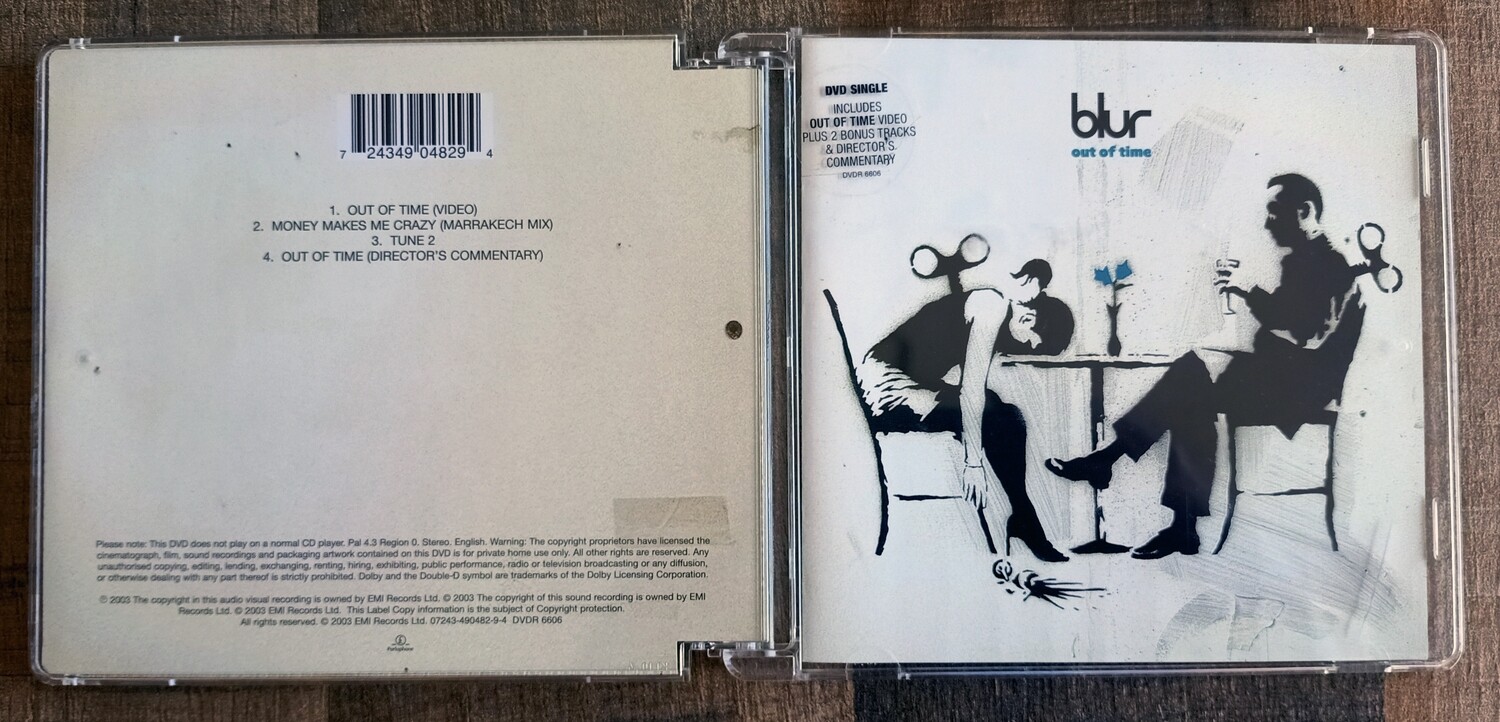 7 24349 04829 4
1. OUT OF TIME (VIDEO)
2. MONEY MAKES ME CRAZY (MARRAKECH MIX)
3. TUNE 2
4. OUT OF TIME (DIRECTOR'S COMMENTARY)
Please note: This DVD does not play on a normal CD player. Pal 4.3 Region 0. Stereo. English. Warning: The copyright proprietors have licensed the
cinematograph, film, sound recordings and packaging artwork contained on this DVD is for private home use only. All other rights are reserved. Any
unauthorised copying, editing, lending, exchanging, renting, hiring, exhibiting, public performance, radio or television broadcasting or any diffusion,
or otherwise dealing with any part thereof is strictly prohibited. Dolby and the Double-D symbol are trademarks of the Dolby Licensing Corporation.
℗ 2003 The copyright in this audio visual recording is owned by EMI Records Ltd. © 2003 The copyright of this sound recording is owned by EMI
Records Ltd. © 2003 EMI Records Ltd. This Label Copy information is the subject of Copyright protection.
All rights reserved. © 2003 EMI Records Ltd. 07243-490482-9-4 DVDR 6606
Parlophone
DVD SINGLE
INCLUDES
OUT OF TIME VIDEO
PLUS 2 BONUS TRACKS
& DIRECTOR'S
COMMENTARY
DVDR 6606
blur
out of time